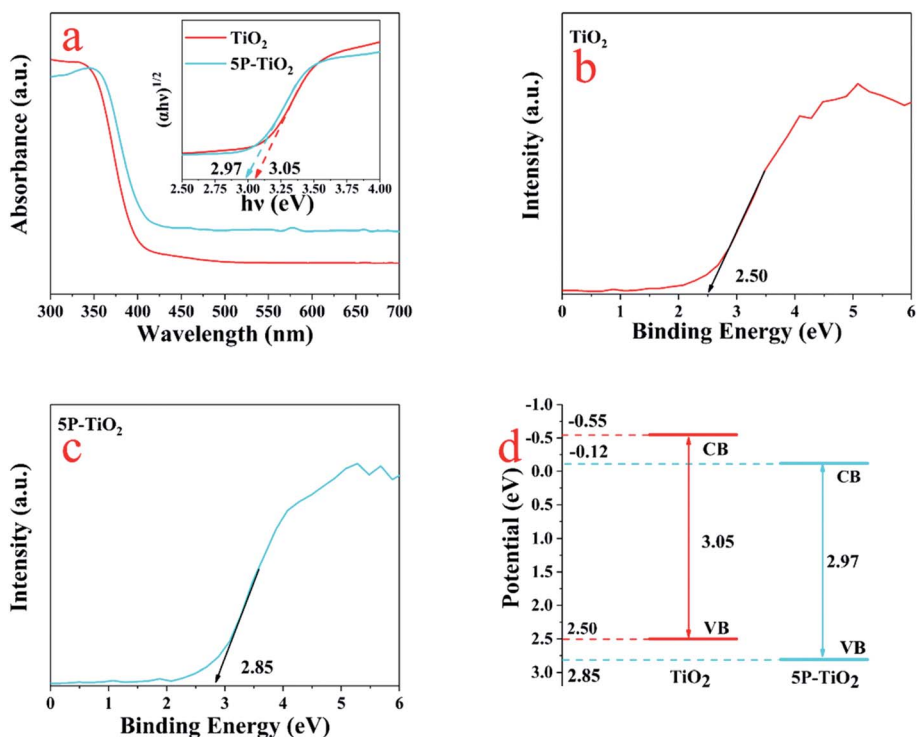 a
TiO2
5P-TiO2
(αhν)1/2
2.97
3.05
2.50 2.75 3.00 3.25 3.50 3.75 4.00
hν (eV)
Absorbance (a.u.)
300 350 400 450 500 550 600 650 700
Wavelength (nm)
TiO2
b
Intensity (a.u.)
2.50
0 1 2 3 4 5 6
Binding Energy (eV)
5P-TiO2
c
Intensity (a.u.)
2.85
0 1 2 3 4 5 6
Binding Energy (eV)
d
Potential (eV)
-1.0
-0.5
0.0
0.5
1.0
1.5
2.0
2.5
3.0
-0.55
-0.12
CB
CB
3.05
2.97
2.50
VB
VB
2.85
TiO2
5P-TiO2